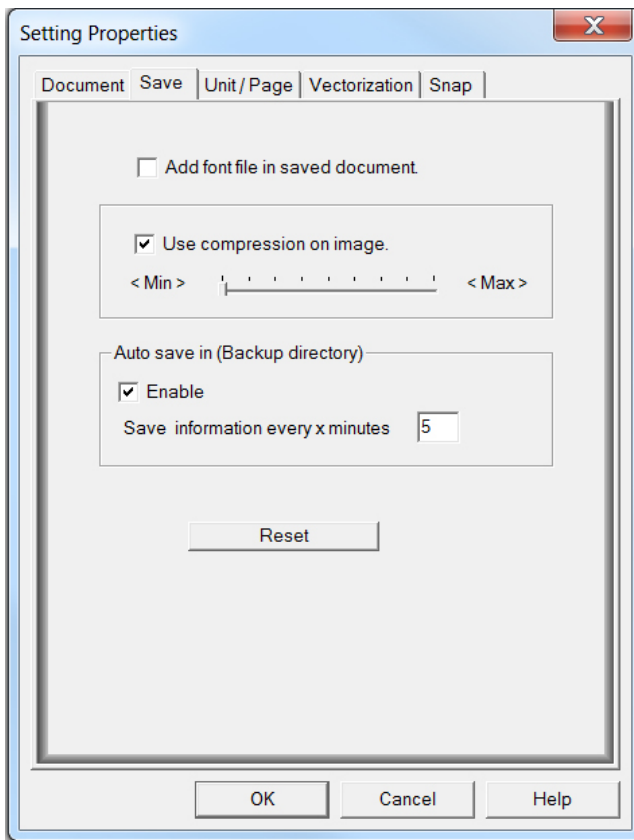 Setting Properties
X
Document Save Unit / Page Vectorization Snap
Add font file in saved document.
Use compression on image.
< Min > < Max >
Auto save in (Backup directory)
Enable
Save information every x minutes 5
Reset
OK Cancel Help